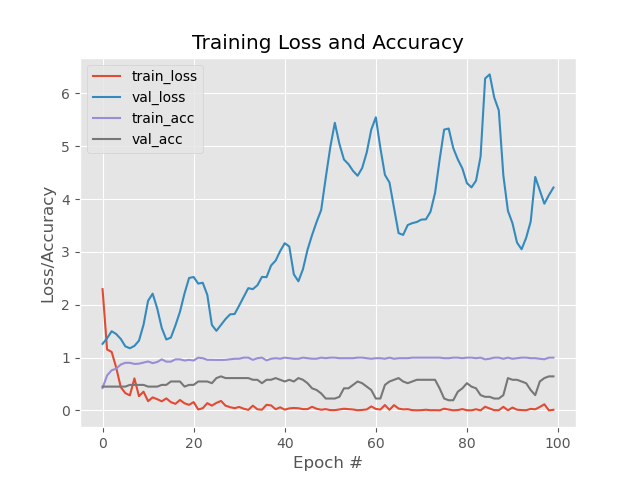 Training Loss and Accuracy
train_loss
val_loss
train_acc
val_acc
Loss/Accuracy
6
5
4
3
2
1
0
0 20 40 60 80 100
Epoch #